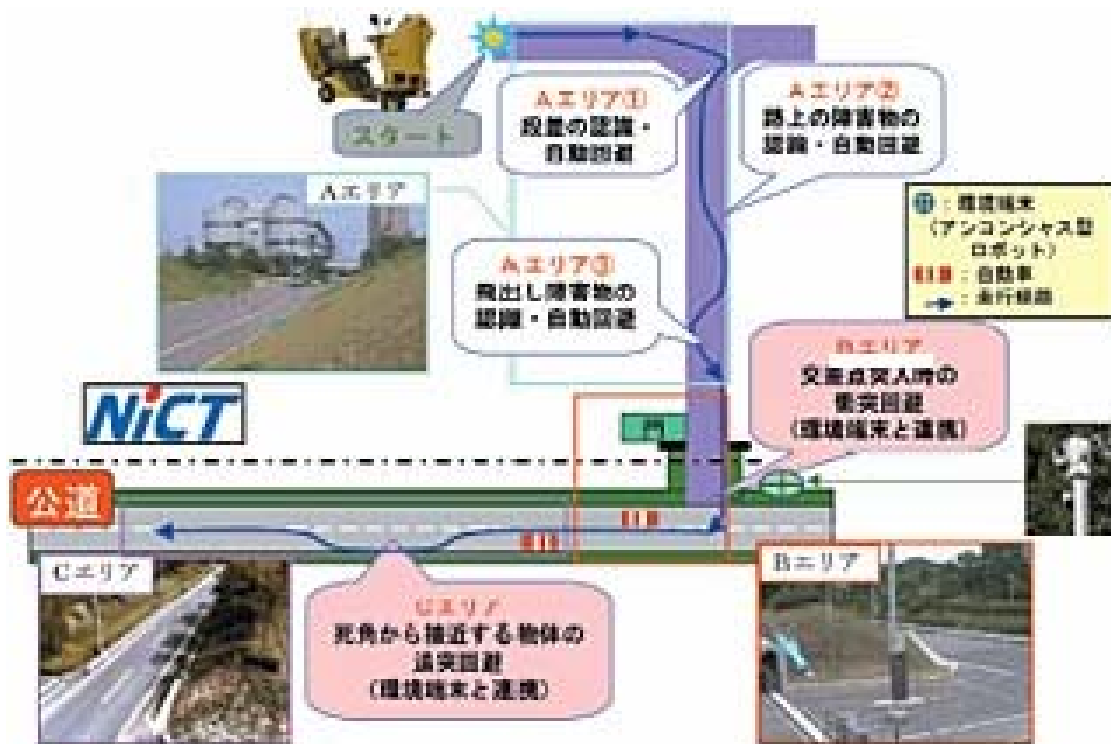 スタート
Aエリア①
段差の認識・
自動回避
Aエリア②
路上の障害物の
認識・自動回避
Aエリア
Aエリア③
飛出し障害物の
認識・自動回避
：環境端末
（アンコンシャス型
ロボット）
：自動車
：走行経路
Bエリア
交差点突入時の
衝突回避
（環境端末と連携）
NiCT
門
公道
Cエリア
Cエリア
死角から接近する物体の
追突回避
（環境端末と連携）
Bエリア